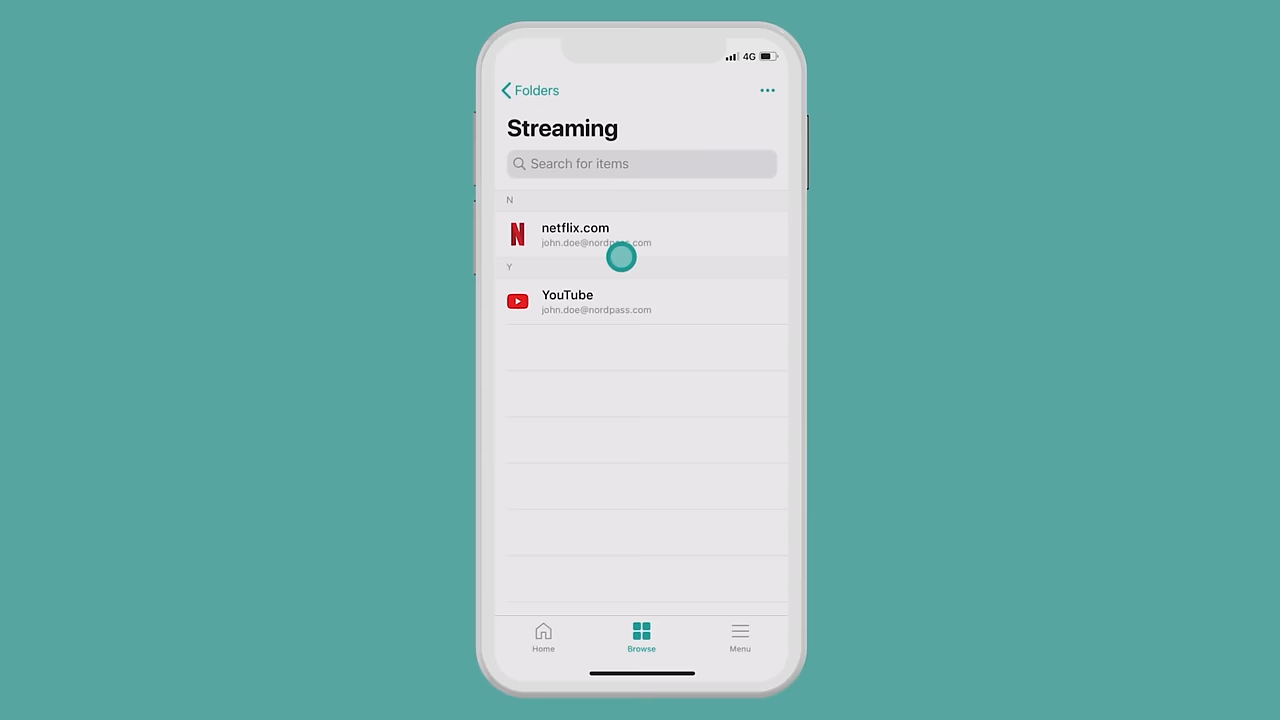 4G
Folders
Streaming
Search for items
N
netflix.com
john.doe@nordpass.com
Y
YouTube
john.doe@nordpass.com
Home
Browse
Menu